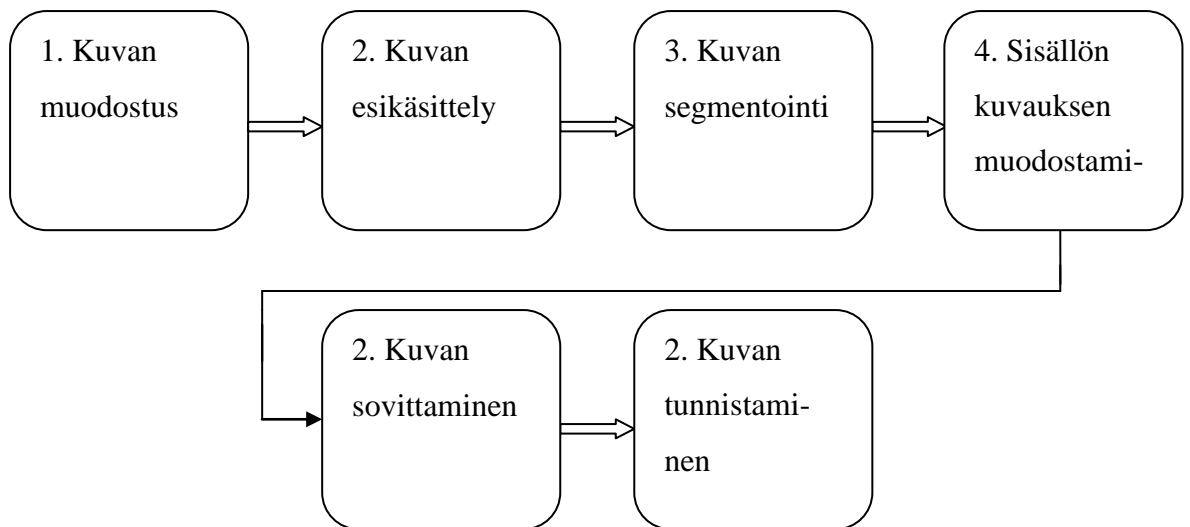 1. Kuvan
muodostus
2. Kuvan
esikäsittely
3. Kuvan
segmentointi
4. Sisällön
kuvauksen
muodostami-
2. Kuvan
sovittaminen
2. Kuvan
tunnistami-
nen